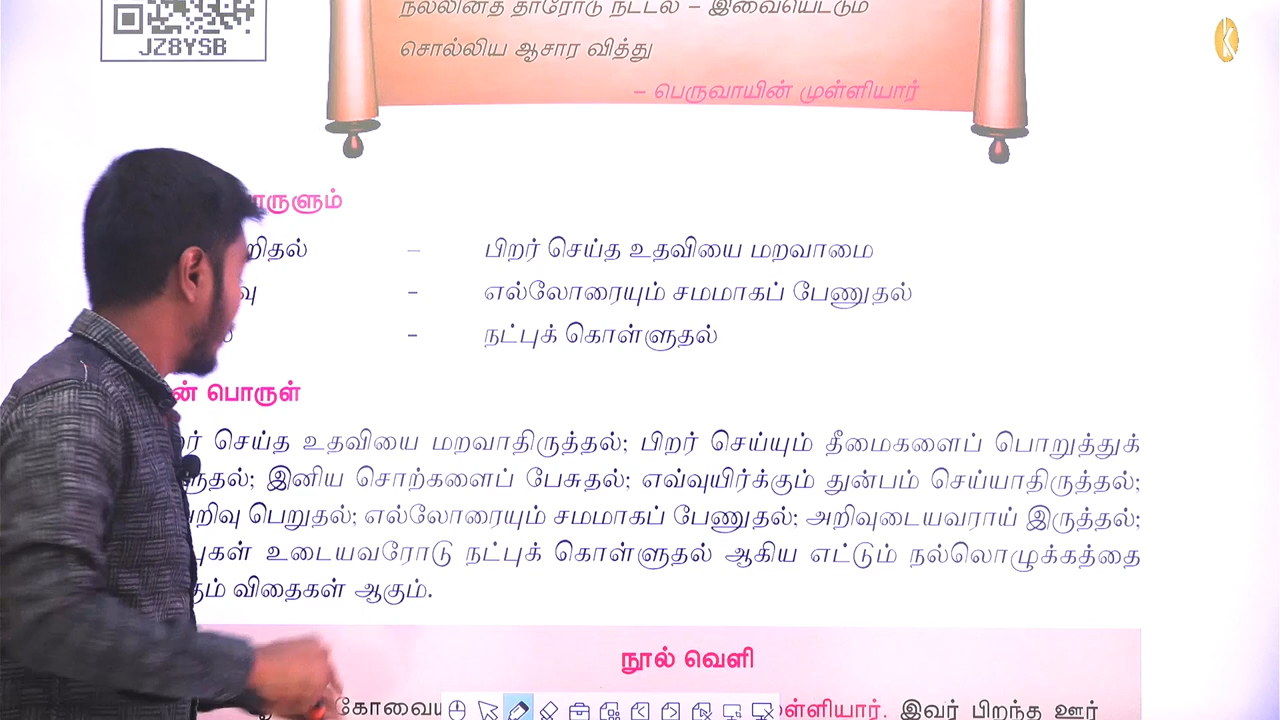 நல்லினத் தாரோடு நட்டல் – இவையெட்டும்
JZ8YSB
சொல்லிய ஆசார வித்து
– பெருவாயின் முள்ளியார்
K
ருளும்
றிதல் – பிறர் செய்த உதவியை மறவாமை
வு - எல்லோரையும் சமமாகப் பேணுதல்
- நட்புக் கொள்ளுதல்
ன் பொருள்
செய்த உதவியை மறவாதிருத்தல்; பிறர் செய்யும் தீமைகளைப் பொறுத்துக்
ளுதல்; இனிய சொற்களைப் பேசுதல்; எவ்வுயிர்க்கும் துன்பம் செய்யாதிருத்தல்;
றிவு பெறுதல்; எல்லோரையும் சமமாகப் பேணுதல்; அறிவுடையவராய் இருத்தல்;
புகள் உடையவரோடு நட்புக் கொள்ளுதல் ஆகிய எட்டும் நல்லொழுக்கத்தை
கும் விதைகள் ஆகும்.
நூல் வெளி
கோவை ள்ளியார். இவர் பிறந்த ஊர்